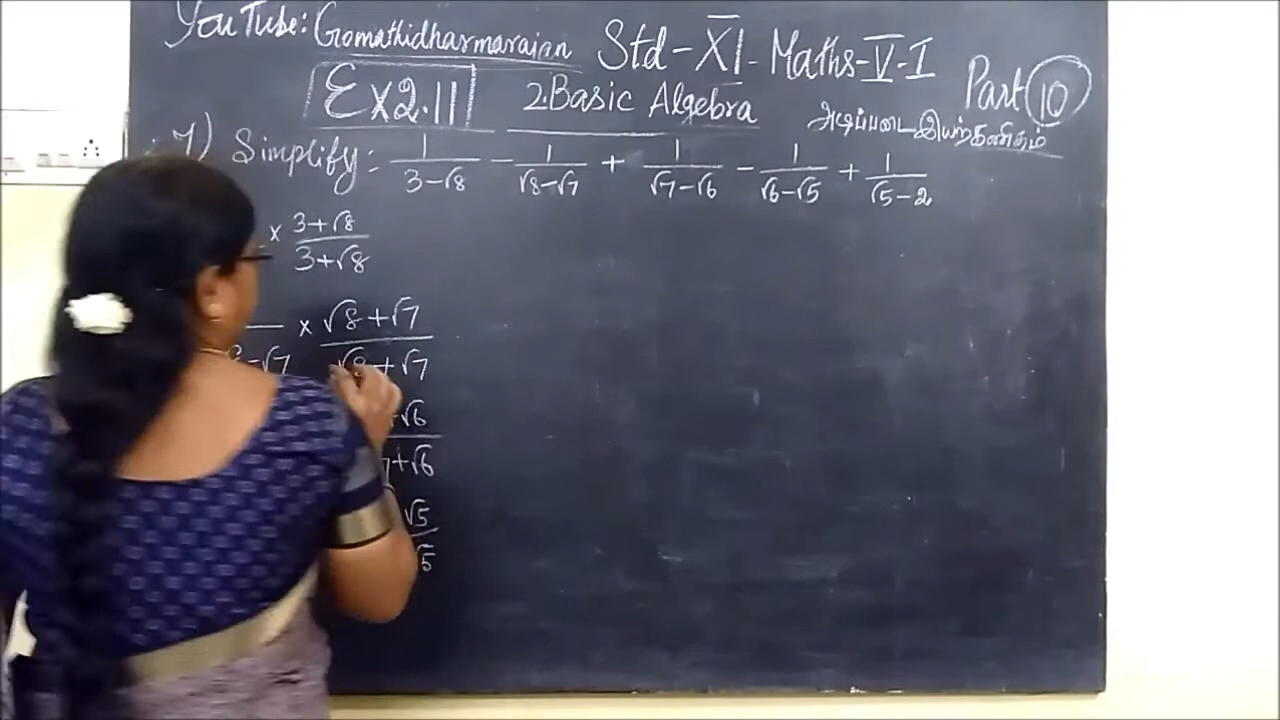 YouTube: Gomathidharmarajan Std - XI - Maths - V - I
Ex 2.11 2. Basic Algebra Part 10
அடிப்படை இயற்கணிதம்
7) Simplify: 1/(3-√8) - 1/(√8-√7) + 1/(√7-√6) - 1/(√6-√5) + 1/(√5-2)
× (3+√8)/(3+√8)
-√7 × (√8+√7)/(√8+√7)
+√6
+√6
√5
√5